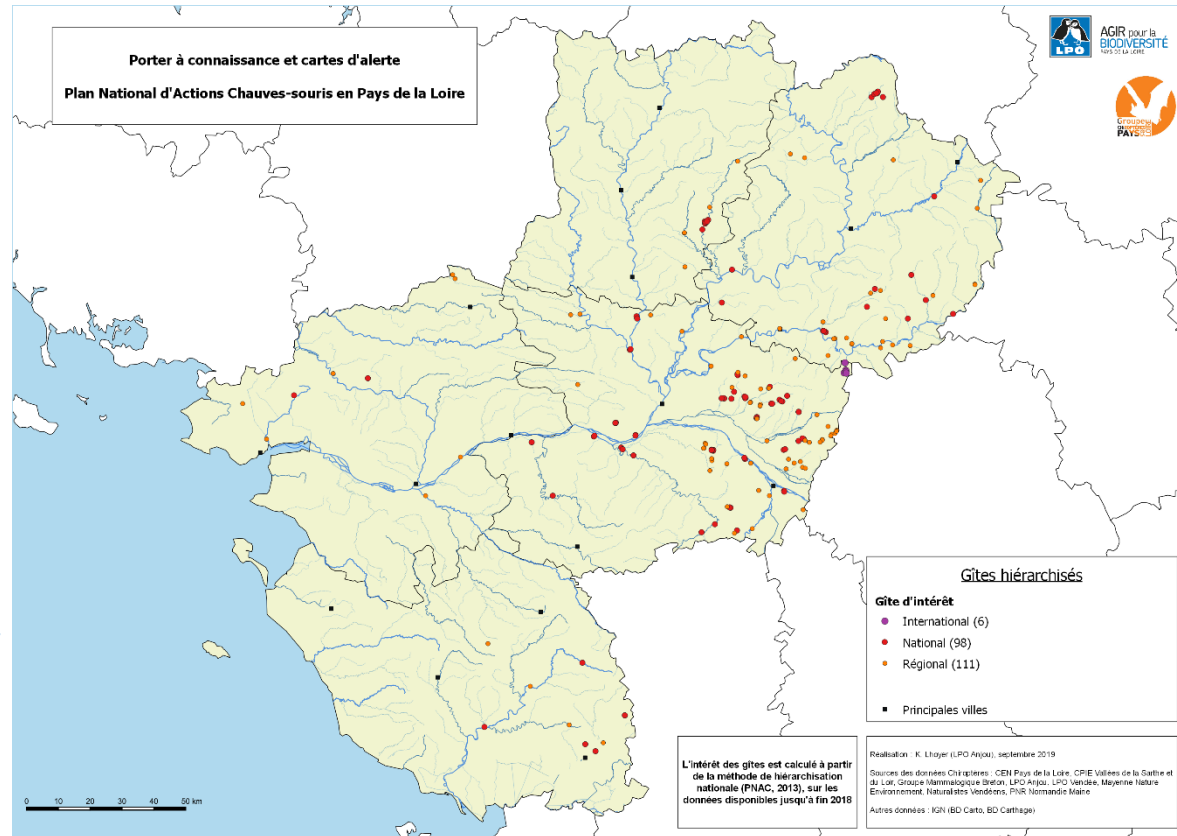 Porter à connaissance et cartes d'alerte
Plan National d'Actions Chauves-souris en Pays de la Loire
LPO
AGIR pour la
BIODIVERSITÉ
PAYS DE LA LOIRE
Groupe
PAYS
Gîtes hiérarchisés
Gîte d'intérêt
International (6)
National (98)
Régional (111)
Principales villes
L'intérêt des gîtes est calculé à partir
de la méthode de hiérarchisation
nationale (PNAC, 2013), sur les
données disponibles jusqu'à fin 2018
Réalisation : K. Lhoyer (LPO Anjou), septembre 2019
Sources des données Chiroptères : CEN Pays de la Loire, CPIE Vallées de la Sarthe et
du Loir, Groupe Mammalogique Breton, LPO Anjou, LPO Vendée, Mayenne Nature
Environnement, Naturalistes Vendéens, PNR Normandie Maine
Autres données : IGN (BD Carto, BD Carthage)
0 10 20 30 40 50 km